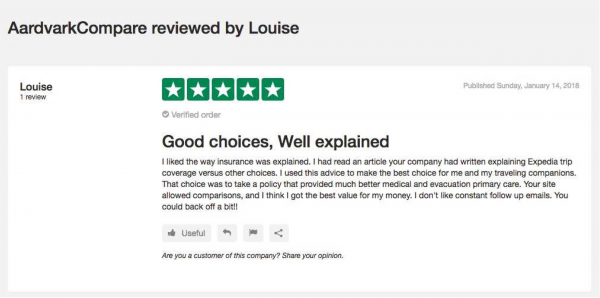 AardvarkCompare reviewed by Louise
Louise
1 review
Published Sunday, January 14, 2018
Verified order
Good choices, Well explained
I liked the way insurance was explained. I had read an article your company had written explaining Expedia trip
coverage versus other choices. I used this advice to make the best choice for me and my traveling companions.
That choice was to take a policy that provided much better medical and evacuation primary care. Your site
allowed comparisons, and I think I got the best value for my money. I don't like constant follow up emails. You
could back off a bit!!
Useful
Are you a customer of this company? Share your opinion.